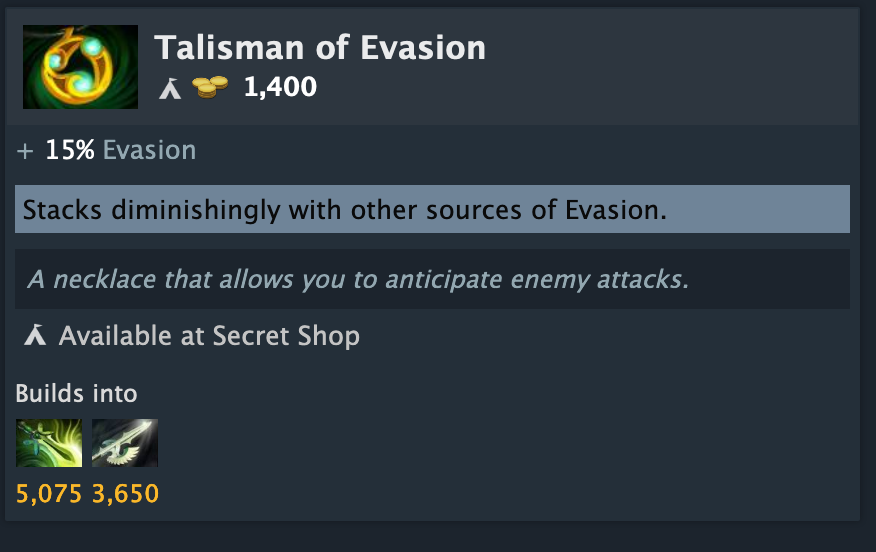 Talisman of Evasion
1,400
+ 15% Evasion
Stacks diminishingly with other sources of Evasion.
A necklace that allows you to anticipate enemy attacks.
Available at Secret Shop
Builds into
5,075 3,650